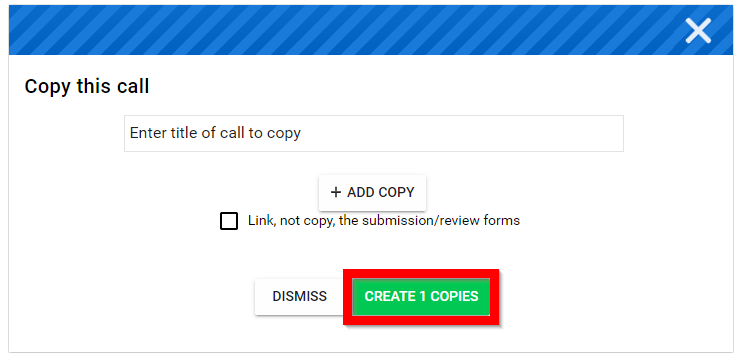 Copy this call
Enter title of call to copy
+ ADD COPY
Link, not copy, the submission/review forms
DISMISS CREATE 1 COPIES